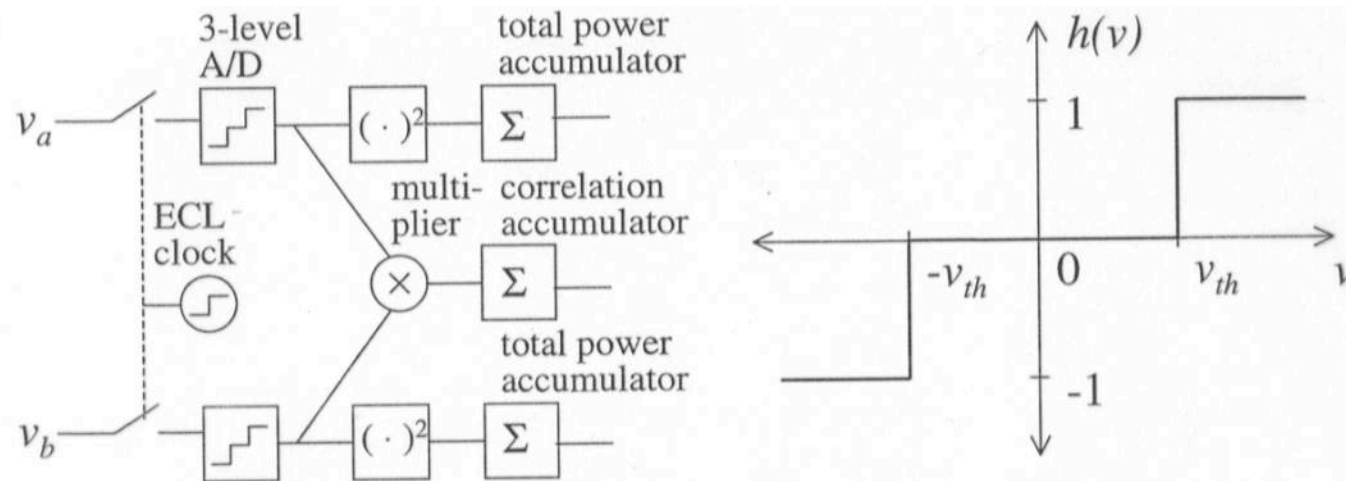 3-level
A/D
total power
accumulator
v_a
( · )²
Σ
multi-
plier
correlation
accumulator
ECL
clock
×
Σ
total power
accumulator
v_b
( · )²
Σ
h(v)
1
-v_th
0
v_th
v
-1